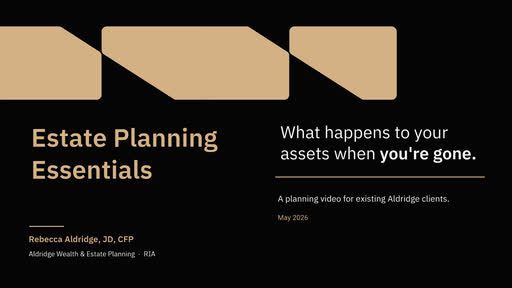 Estate Planning
Essentials
Rebecca Aldridge, JD, CFP
Aldridge Wealth & Estate Planning · RIA
What happens to your
assets when you're gone.
A planning video for existing Aldridge clients.
May 2026